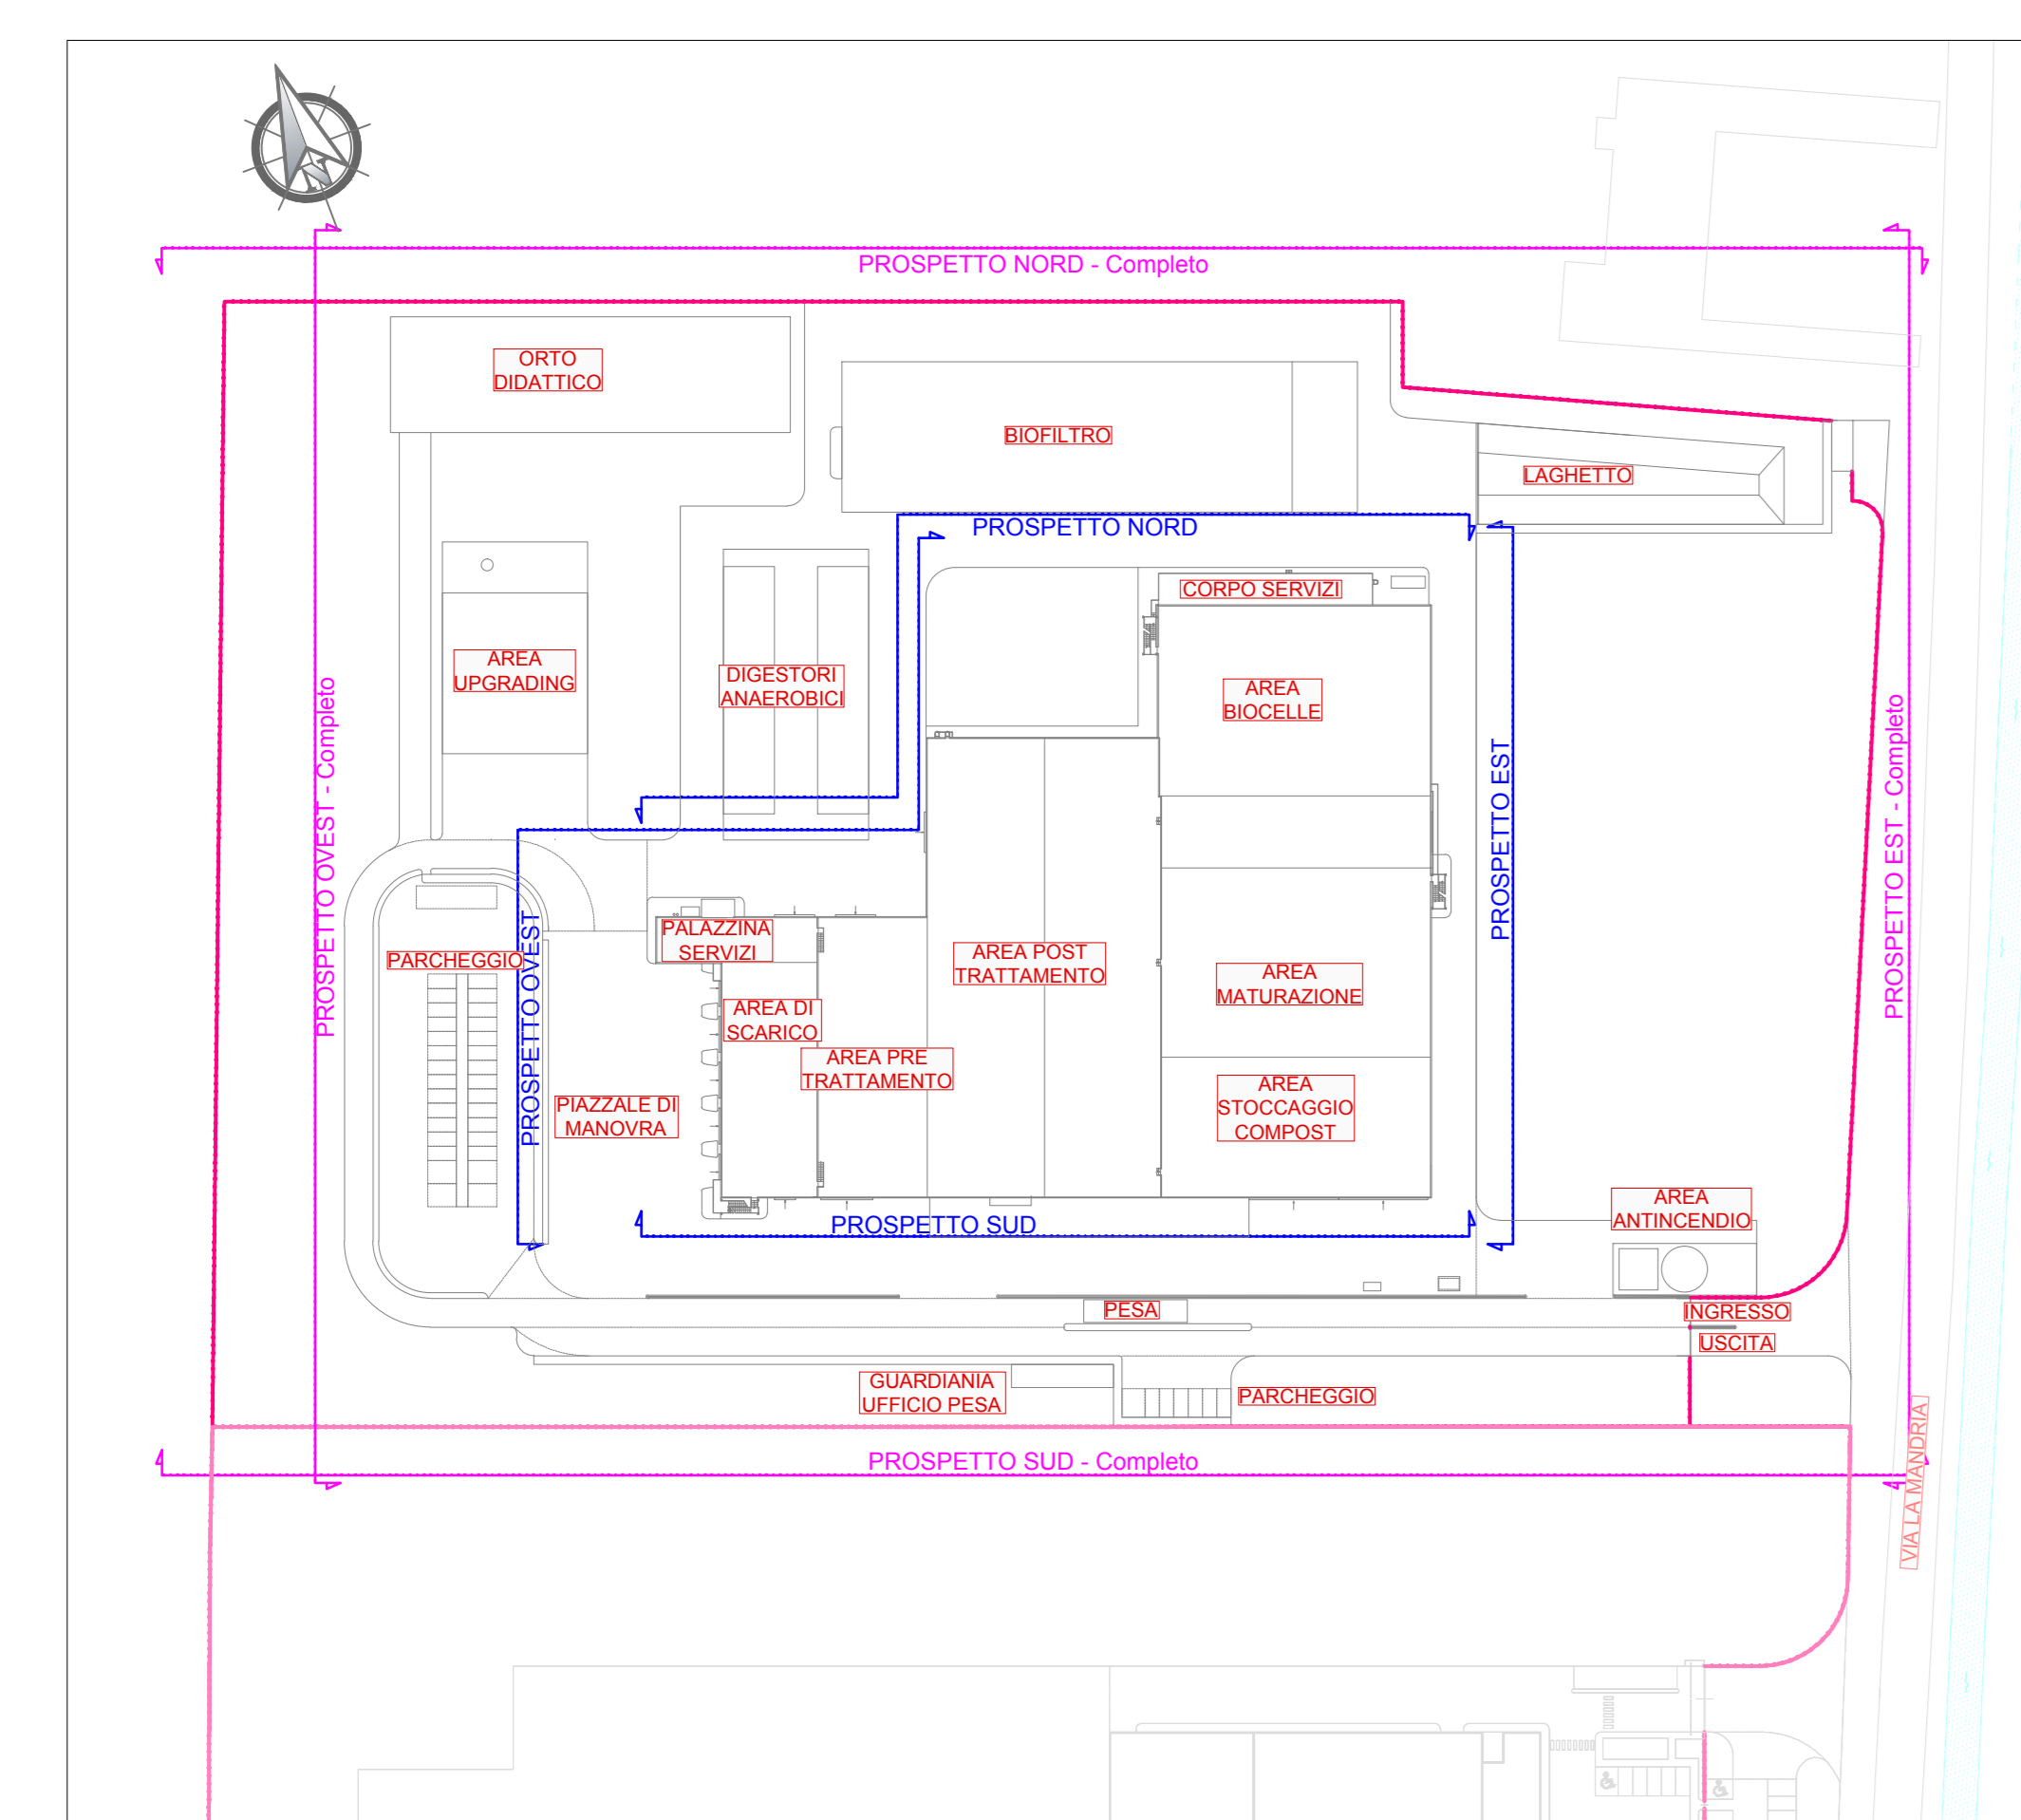 N
PROSPETTO NORD - Completo
ORTO
DIDATTICO
BIOFILTRO
LAGHETTO
PROSPETTO NORD
CORPO SERVIZI
AREA
UPGRADING
DIGESTORI
ANAEROBICI
AREA
BIOCELLE
PROSPETTO OVEST - Completo
PROSPETTO EST
PROSPETTO EST - Completo
PARCHEGGIO
PROSPETTO OVEST
PALAZZINA
SERVIZI
AREA POST
TRATTAMENTO
AREA
MATURAZIONE
AREA DI
SCARICO
AREA PRE
TRATTAMENTO
PIAZZALE DI
MANOVRA
AREA
STOCCAGGIO
COMPOST
AREA
ANTINCENDIO
PROSPETTO SUD
PESA
INGRESSO
USCITA
GUARDIANIA
UFFICIO PESA
PARCHEGGIO
PROSPETTO SUD - Completo
VIA LA MANDRIA